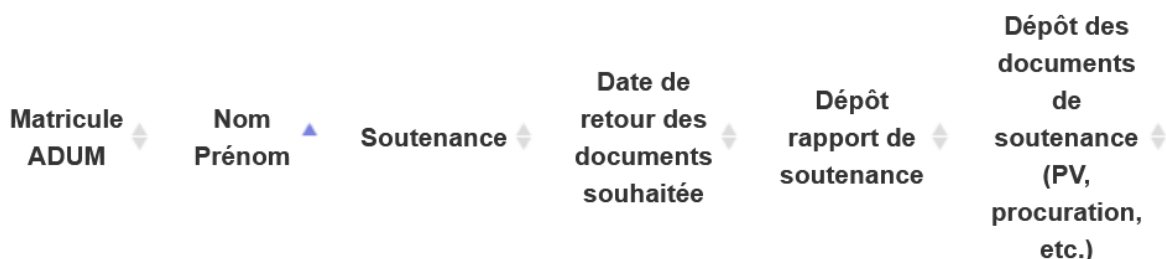 Matricule
ADUM
Nom
Prénom
Soutenance
Date de
retour des
documents
souhaitée
Dépôt
rapport de
soutenance
Dépôt des
documents
de
soutenance
(PV,
procuration,
etc.)